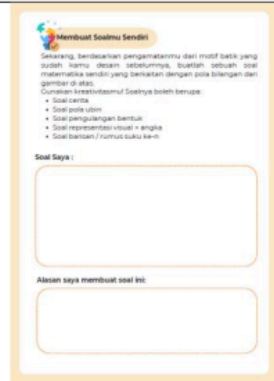 Membuat Soalmu Sendiri
Sekarang, berdasarkan pengamatanmu dari motif batik yang
sudah kamu desain sebelumnya, buatlah sebuah soal
matematika sendiri yang berkaitan dengan pola bilangan dari
gambar di atas.
Gunakan kreativitasmu! Soalnya boleh berupa:
• Soal cerita
• Soal pola ubin
• Soal pengulangan bentuk
• Soal representasi visual + angka
• Soal barisan / rumus suku ke-n
Soal Saya :
Alasan saya membuat soal ini: